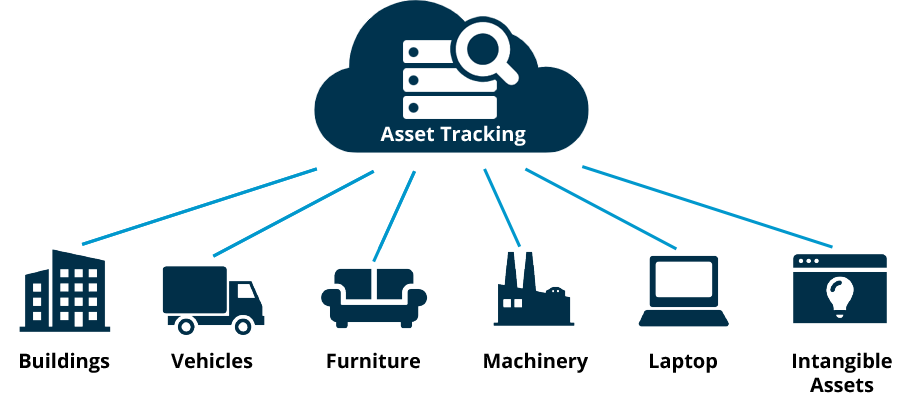 Asset Tracking
Buildings
Vehicles
Furniture
Machinery
Laptop
Intangible
Assets